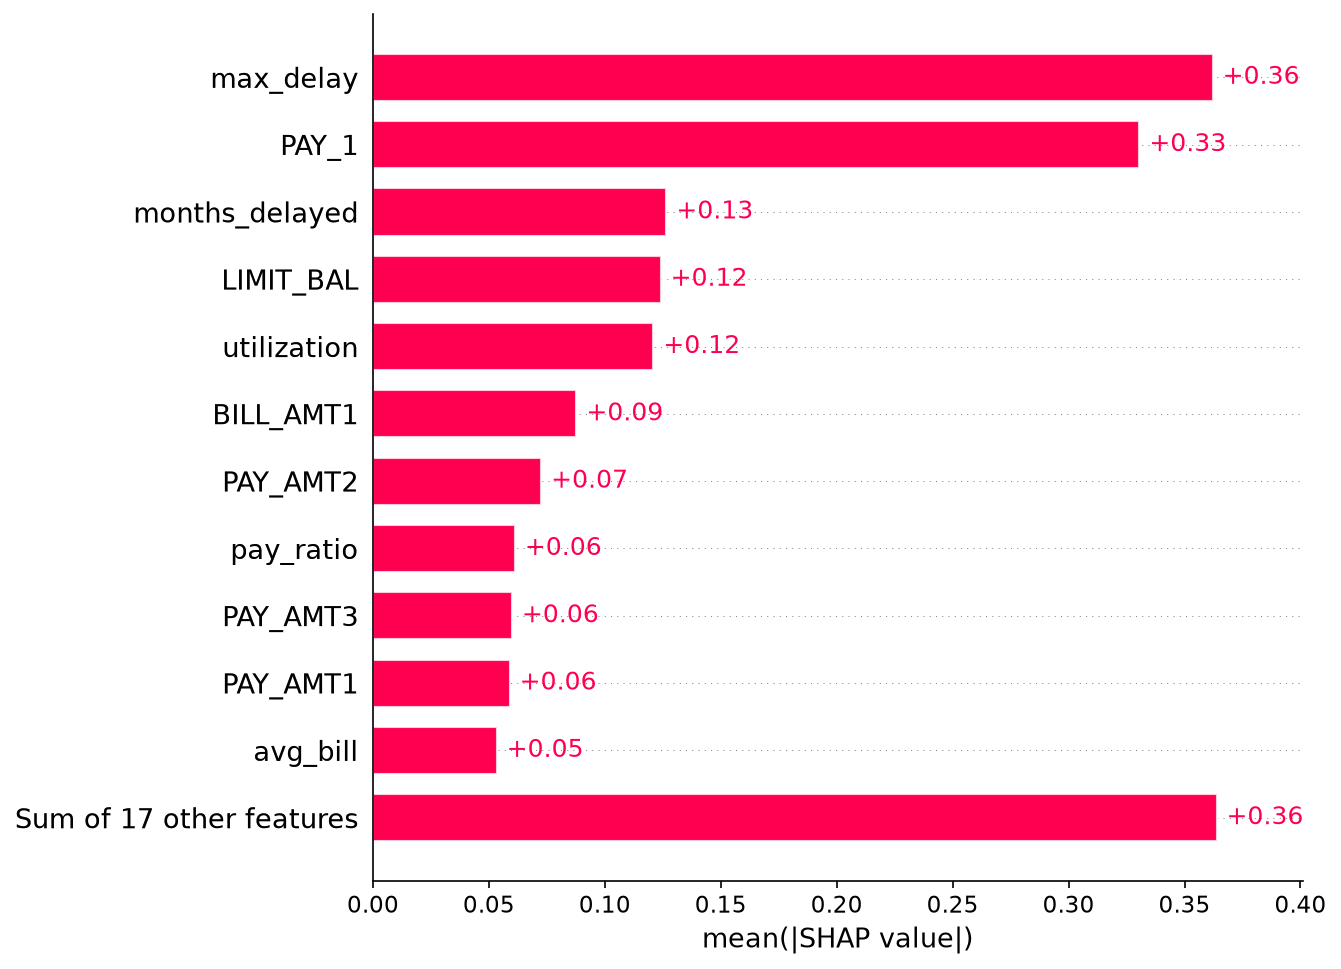 max_delay +0.36
PAY_1 +0.33
months_delayed +0.13
LIMIT_BAL +0.12
utilization +0.12
BILL_AMT1 +0.09
PAY_AMT2 +0.07
pay_ratio +0.06
PAY_AMT3 +0.06
PAY_AMT1 +0.06
avg_bill +0.05
Sum of 17 other features +0.36
0.00 0.05 0.10 0.15 0.20 0.25 0.30 0.35 0.40
mean(|SHAP value|)